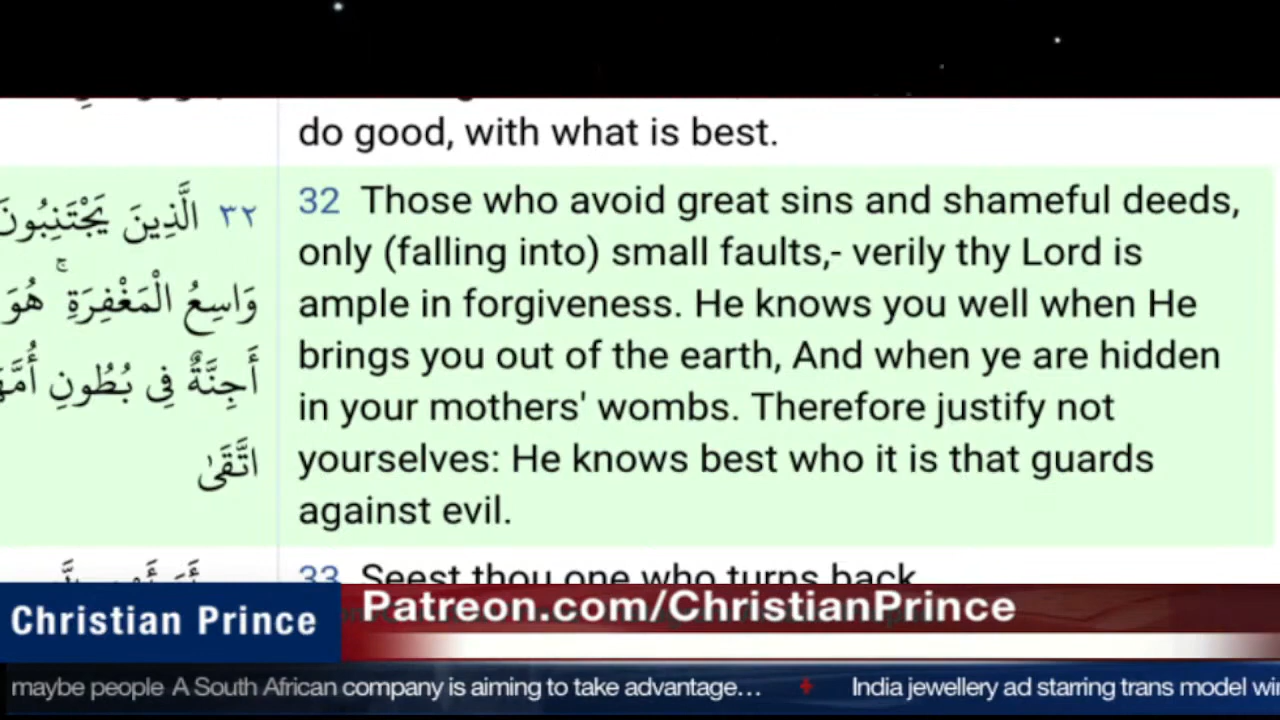 do good, with what is best.
٣٢ الَّذِينَ يَجْتَنِبُونَ
وَاسِعُ الْمَغْفِرَةِ ۚ هُوَ
أَجِنَّةٌ فِي بُطُونِ
اتَّقَىٰ
32 Those who avoid great sins and shameful deeds,
only (falling into) small faults,- verily thy Lord is
ample in forgiveness. He knows you well when He
brings you out of the earth, And when ye are hidden
in your mothers' wombs. Therefore justify not
yourselves: He knows best who it is that guards
against evil.
33 Seest thou one who turns back,
Christian Prince
Patreon.com/ChristianPrince
maybe people A South African company is aiming to take advantage... India jewellery ad starring trans model